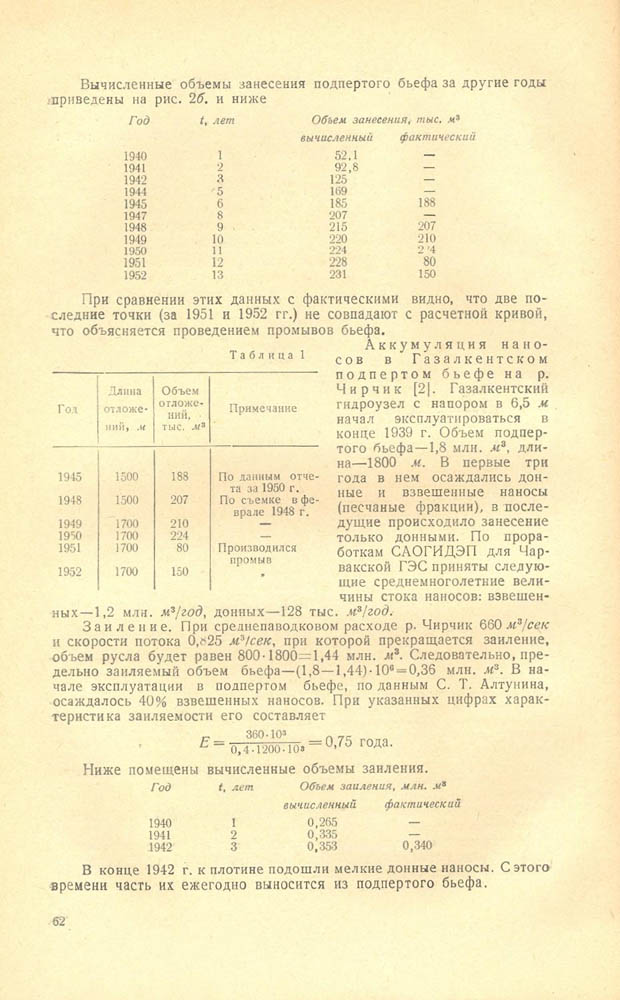 Вычисленные объемы занесения подпертого бьефа за другие годы
приведены на рис. 2б. и ниже
Год t, лет Объем занесения, тыс. м³
вычисленный фактический
1940 1 52,1 —
1941 2 92,8 —
1942 3 125 —
1944 5 169 —
1945 6 185 188
1947 8 207 —
1948 9 215 207
1949 10 220 210
1950 11 224 2 4
1951 12 228 80
1952 13 231 150
При сравнении этих данных с фактическими видно, что две по-
следние точки (за 1951 и 1952 гг.) не совпадают с расчетной кривой,
что объясняется проведением промывов бьефа.
Таблица 1
Год Длина отложе-ний, м Объем отложе-ний, тыс. м³ Примечание
1945 1500 188 По данным отче-
та за 1950 г.
1948 1500 207 По съемке в фе-
врале 1948 г.
1949 1700 210 —
1950 1700 224 —
1951 1700 80 Производился
промыв
1952 1700 150 "
Аккумуляция нано-
сов в Газалкентском
подпертом бьефе на р.
Чирчик [2]. Газалкентский
гидроузел с напором в 6,5 м
начал эксплуатироваться в
конце 1939 г. Объем подпер-
того бьефа—1,8 млн. м³, дли-
на—1800 м. В первые три
года в нем осаждались дон-
ные и взвешенные наносы
(песчаные фракции), в после-
дущие происходило занесение
только донными. По прора-
боткам САОГИДЭП для Чар-
вакской ГЭС приняты следую-
щие среднемноголетние вели-
чины стока наносов: взвешен-
ных—1,2 млн. м³/год, донных—128 тыс. м³/год.
Заиление. При среднепаводковом расходе р. Чирчик 660 м³/сек
и скорости потока 0,825 м³/сек, при которой прекращается заиление,
объем русла будет равен 800·1800=1,44 млн. м³. Следовательно, пре-
дельно заиляемый объем бьефа—(1,8—1,44)·10⁶=0,36 млн. м³. В на-
чале эксплуатации в подпертом бьефе, по данным С. Т. Алтунина,
осаждалось 40% взвешенных наносов. При указанных цифрах харак-
теристика заиляемости его составляет
E = 360·10³ / 0,4·1200·10³ = 0,75 года.
Ниже помещены вычисленные объемы заиления.
Год t, лет Объем заиления, млн. м³
вычисленный фактический
1940 1 0,265 —
1941 2 0,335 —
1942 3 0,353 0,340
В конце 1942 г. к плотине подошли мелкие донные наносы. С этого
времени часть их ежегодно выносится из подпертого бьефа.
62